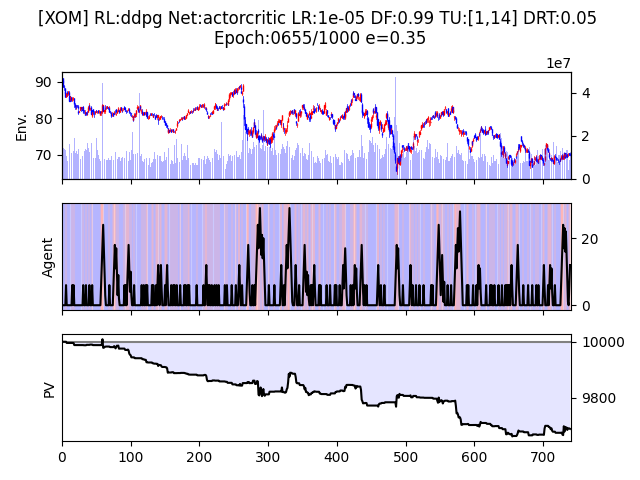 [XOM] RL:ddpg Net:actorcritic LR:1e-05 DF:0.99 TU:[1,14] DRT:0.05
Epoch:0655/1000 e=0.35
1e7
90
80
70
Env.
4
2
0
Agent
20
0
PV
10000
9800
0 100 200 300 400 500 600 700